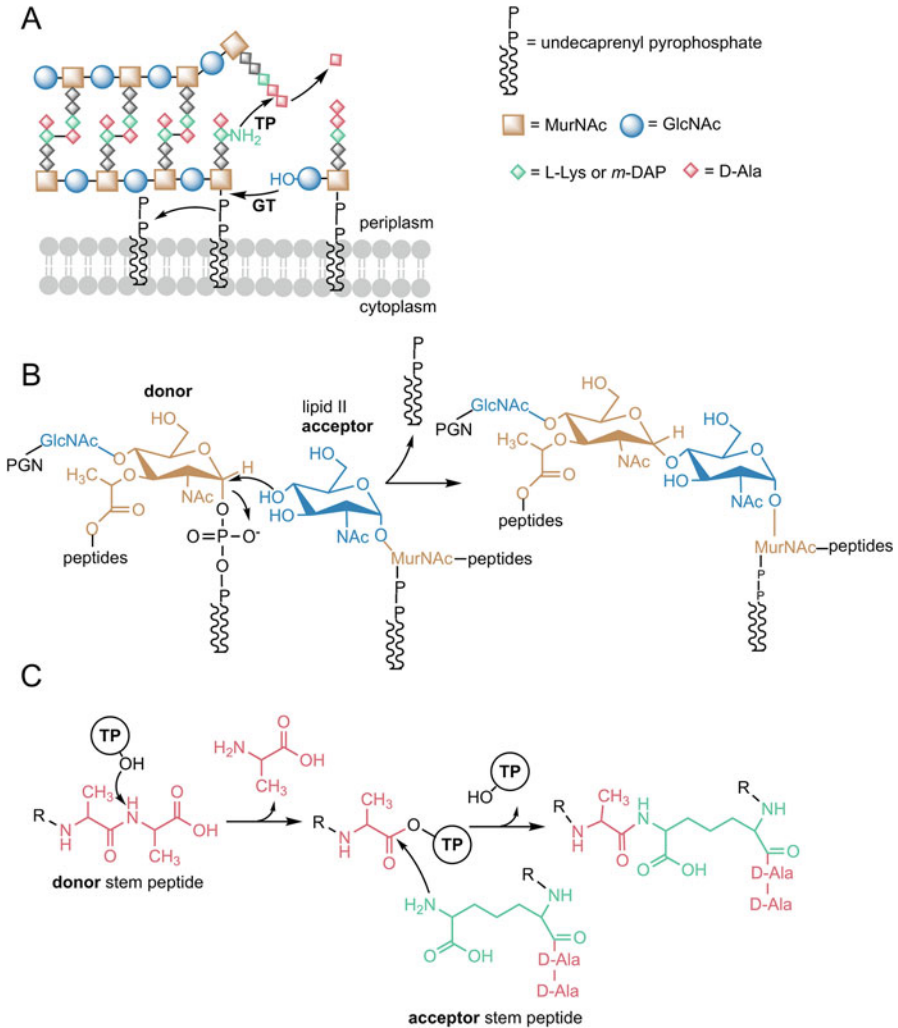 A
P
P
= undecaprenyl pyrophosphate
= MurNAc
= GlcNAc
= L-Lys or m-DAP
= D-Ala
NH2
TP
HO
GT
P
P
P
P
P
P
periplasm
cytoplasm
B
donor
lipid II
acceptor
P
P
HO
GlcNAc
PGN
O
O
O
H3C
H
NAc
O
O
O
peptides
O
O=P-O-
O
P
HO
HO
HO
O
NAc
O
MurNAc—peptides
P
P
HO
GlcNAc
PGN
O
O
O
H3C
H
NAc
O
O
O
peptides
HO
O
HO
NAc
O
MurNAc—peptides
P
P
C
TP
OH
R
N
H
CH3
O
H
N
CH3
O
OH
donor stem peptide
H2N
O
OH
CH3
R
N
H
CH3
O
O
TP
TP
HO
H2N
O
OH
R
NH
O
D-Ala
D-Ala
acceptor stem peptide
R
N
H
CH3
O
H
N
O
OH
R
NH
O
D-Ala
D-Ala